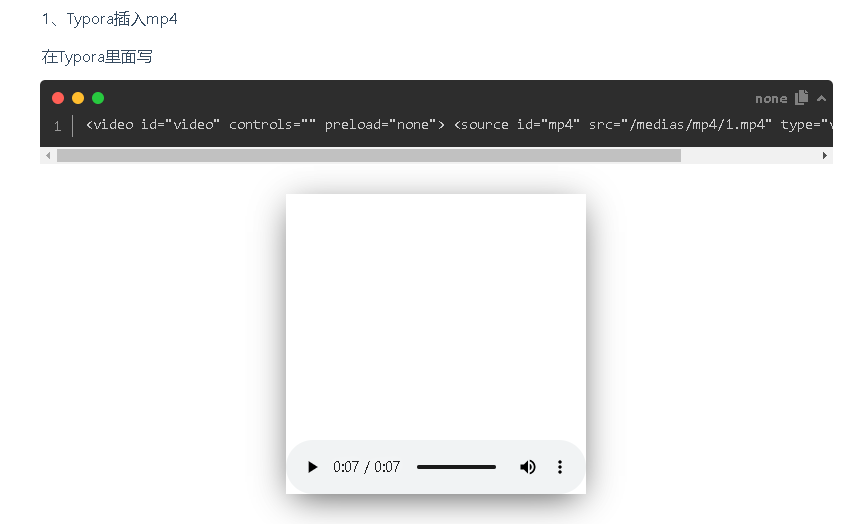 1、Typora插入mp4
在Typora里面写
none
1 <video id="video" controls="" preload="none"> <source id="mp4" src="/medias/mp4/1.mp4" type="v
0:07 / 0:07